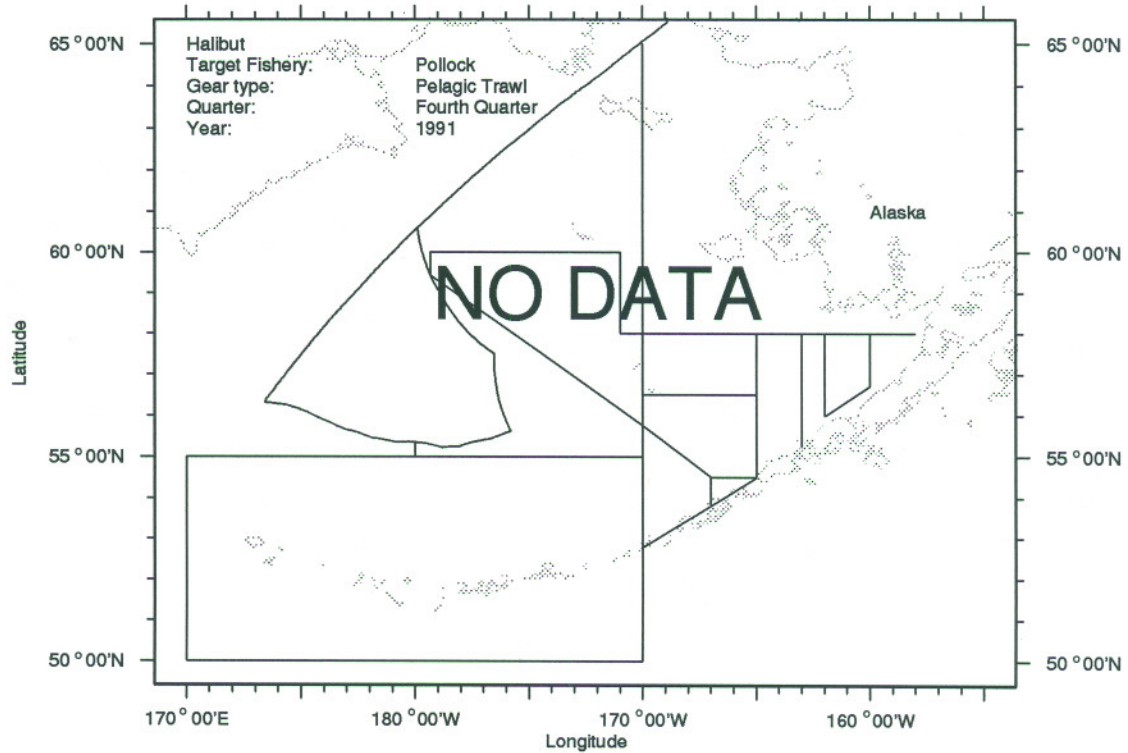 Halibut
Target Fishery: Pollock
Gear type: Pelagic Trawl
Quarter: Fourth Quarter
Year: 1991
65°00'N
65°00'N
Alaska
60°00'N
60°00'N
NO DATA
Latitude
55°00'N
55°00'N
50°00'N
50°00'N
170°00'E
180°00'W
170°00'W
160°00'W
Longitude